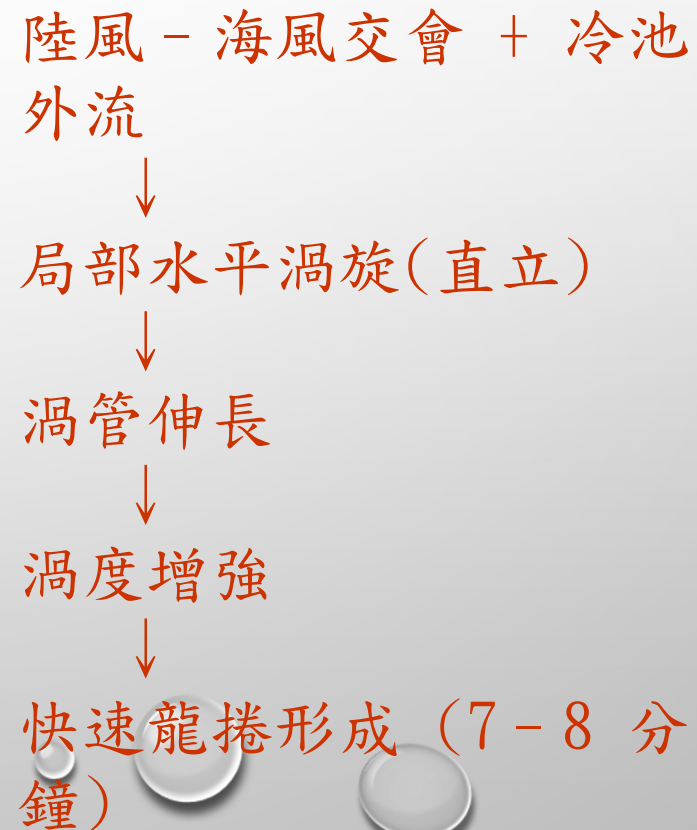 陸風-海風交會 + 冷池
外流
↓
局部水平渦旋(直立)
↓
渦管伸長
↓
渦度增強
↓
快速龍捲形成 (7-8 分
鐘)